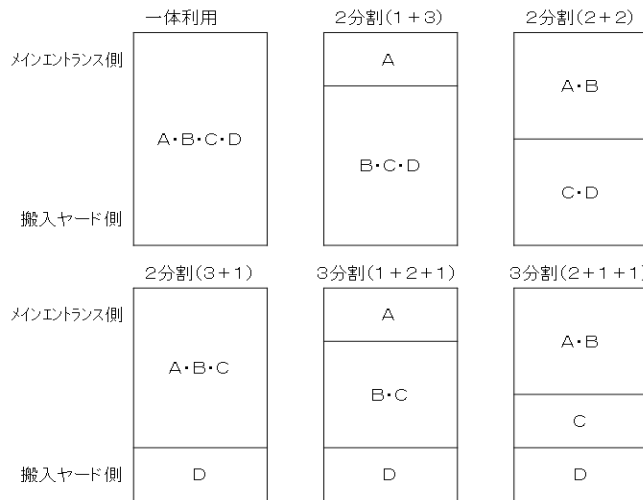 一体利用
2分割(1+3)
2分割(2+2)
メインエントランス側
A
A・B
A・B・C・D
B・C・D
C・D
搬入ヤード側
2分割(3+1)
3分割(1+2+1)
3分割(2+1+1)
メインエントランス側
A
A・B
A・B・C
B・C
C
搬入ヤード側
D
D
D